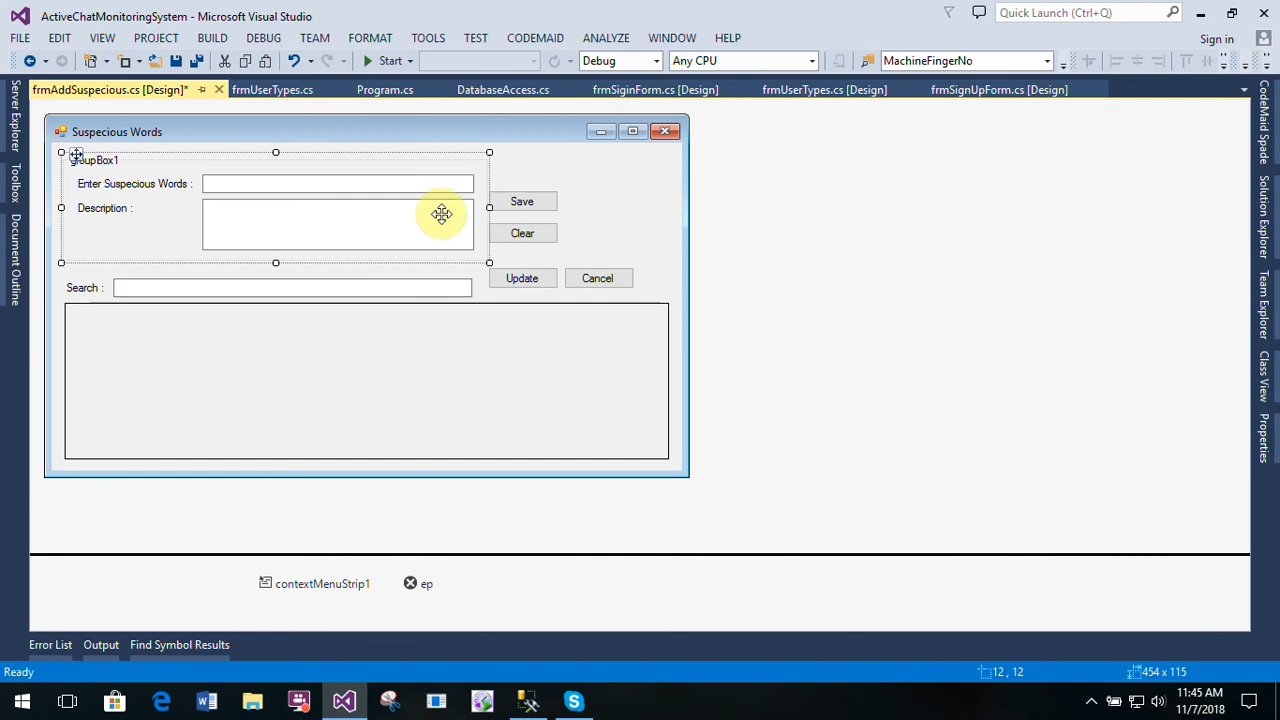 ActiveChatMonitoringSystem - Microsoft Visual Studio
Quick Launch (Ctrl+Q)
FILE EDIT VIEW PROJECT BUILD DEBUG TEAM FORMAT TOOLS TEST CODEMAID ANALYZE WINDOW HELP
Sign in
Start Debug Any CPU MachineFingerNo
frmAddSuspecious.cs [Design]* frmUserTypes.cs Program.cs DatabaseAccess.cs frmSiginForm.cs [Design] frmUserTypes.cs [Design] frmSignUpForm.cs [Design]
Server Explorer
Toolbox
Document Outline
Suspecious Words
groupBox1
Enter Suspecious Words :
Description :
Save
Clear
Update Cancel
Search :
contextMenuStrip1 ep
CodeMaid Spade
Team Explorer
Class View
Properties
Error List Output Find Symbol Results
Ready 12 , 12 454 x 115
11:45 AM
11/7/2018